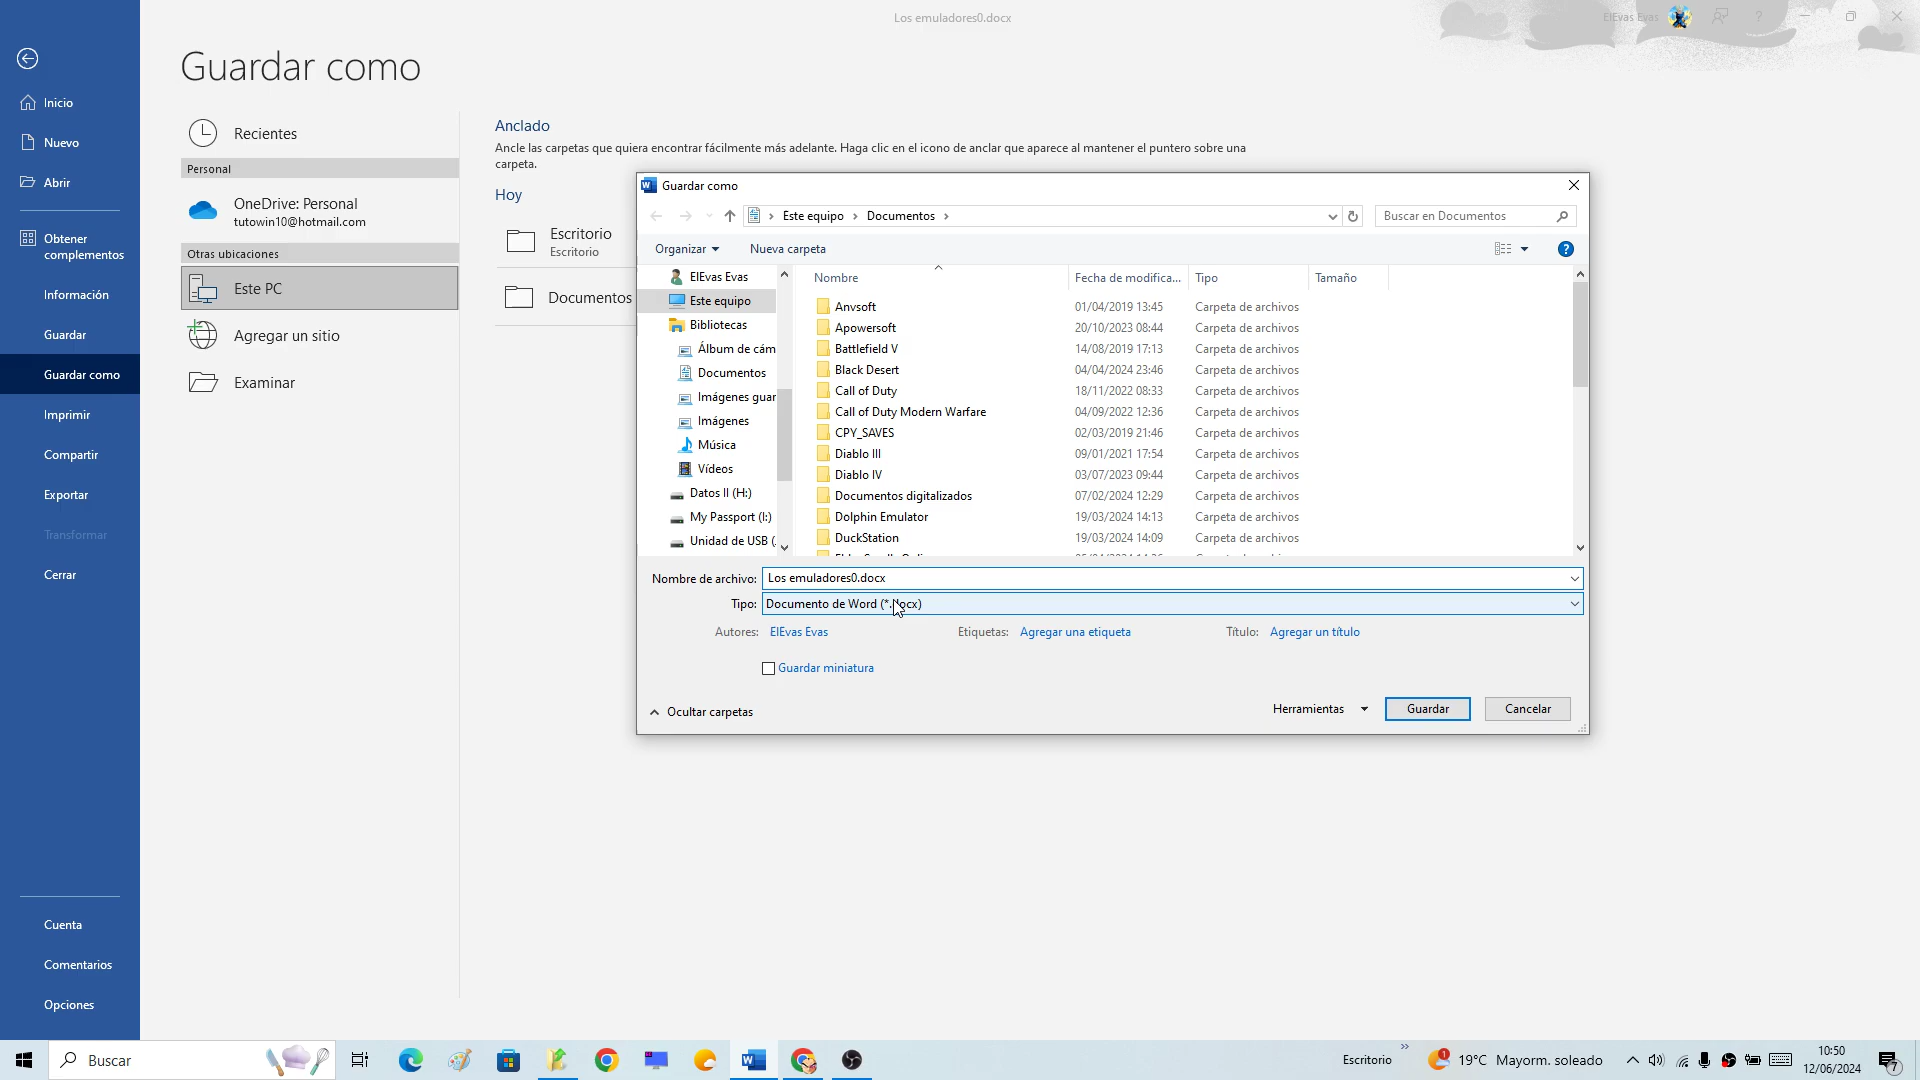 Los emuladores0.docx
ElEvas Evas
?
Guardar como
Inicio
Nuevo
Abrir
Obtener
complementos
Información
Guardar
Guardar como
Imprimir
Compartir
Exportar
Transformar
Cerrar
Cuenta
Comentarios
Opciones
Recientes
Personal
OneDrive: Personal
tutowin10@hotmail.com
Otras ubicaciones
Este PC
Agregar un sitio
Examinar
Anclado
Ancle las carpetas que quiera encontrar fácilmente más adelante. Haga clic en el icono de anclar que aparece al mantener el puntero sobre una
carpeta.
Hoy
Escritorio
Escritorio
Documentos
Guardar como
Este equipo > Documentos >
Buscar en Documentos
Organizar
Nueva carpeta
?
ElEvas Evas
Este equipo
Bibliotecas
Álbum de cám
Documentos
Imágenes guar
Imágenes
Música
Vídeos
Datos II (H:)
My Passport (I:)
Unidad de USB (
Nombre Fecha de modifica... Tipo Tamaño
Anvsoft 01/04/2019 13:45 Carpeta de archivos
Apowersoft 20/10/2023 08:44 Carpeta de archivos
Battlefield V 14/08/2019 17:13 Carpeta de archivos
Black Desert 04/04/2024 23:46 Carpeta de archivos
Call of Duty 18/11/2022 08:33 Carpeta de archivos
Call of Duty Modern Warfare 04/09/2022 12:36 Carpeta de archivos
CPY_SAVES 02/03/2019 21:46 Carpeta de archivos
Diablo III 09/01/2021 17:54 Carpeta de archivos
Diablo IV 03/07/2023 09:44 Carpeta de archivos
Documentos digitalizados 07/02/2024 12:29 Carpeta de archivos
Dolphin Emulator 19/03/2024 14:13 Carpeta de archivos
DuckStation 19/03/2024 14:09 Carpeta de archivos
Nombre de archivo: Los emuladores0.docx
Tipo: Documento de Word (*.docx)
Autores: ElEvas Evas Etiquetas: Agregar una etiqueta Título: Agregar un título
Guardar miniatura
Ocultar carpetas
Herramientas
Guardar
Cancelar
Buscar
Escritorio
1
19°C Mayorm. soleado
10:50
12/06/2024
7